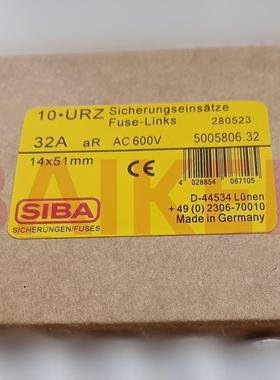 10•URZ Sicherungseinsätze
Fuse-Links 280523
32A aR AC 600V 5005806.32
14x51mm
CE
4 028854 067105
SIBA
SICHERUNGEN/FUSES
D-44534 Lünen
+ 49 (0) 2306-70010
Made in Germany
BAIKE